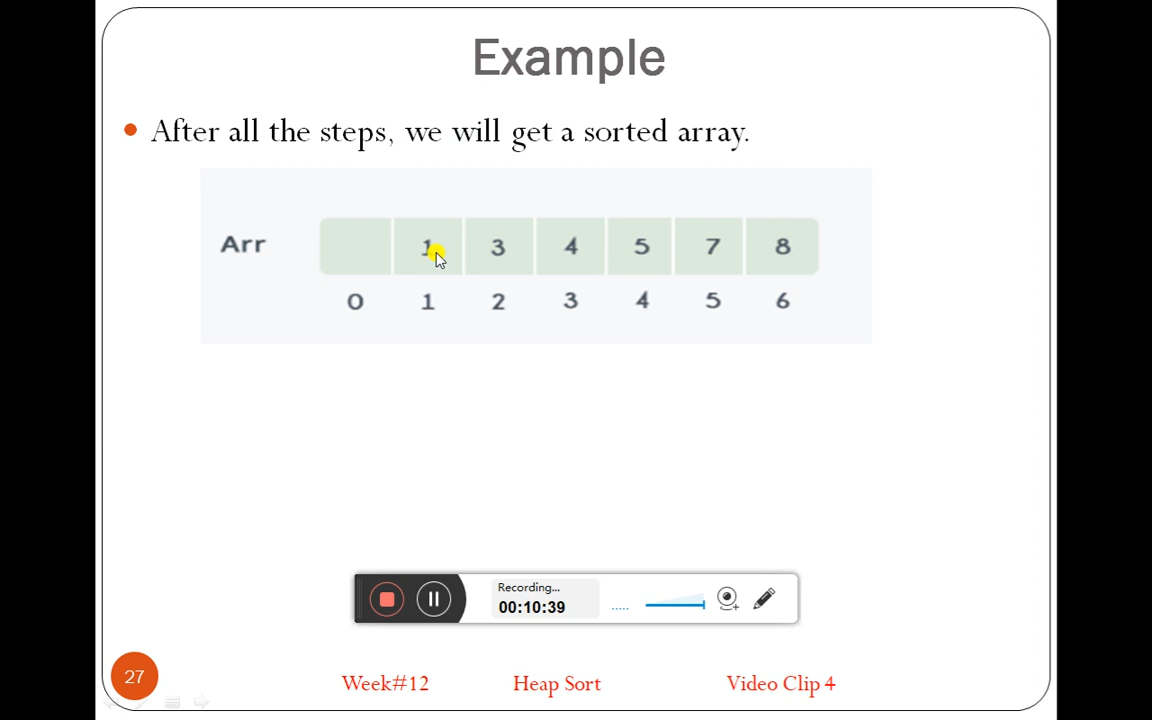 Example
After all the steps, we will get a sorted array.
Arr 1 3 4 5 7 8
0 1 2 3 4 5 6
Recording...
00:10:39
27 Week#12 Heap Sort Video Clip 4